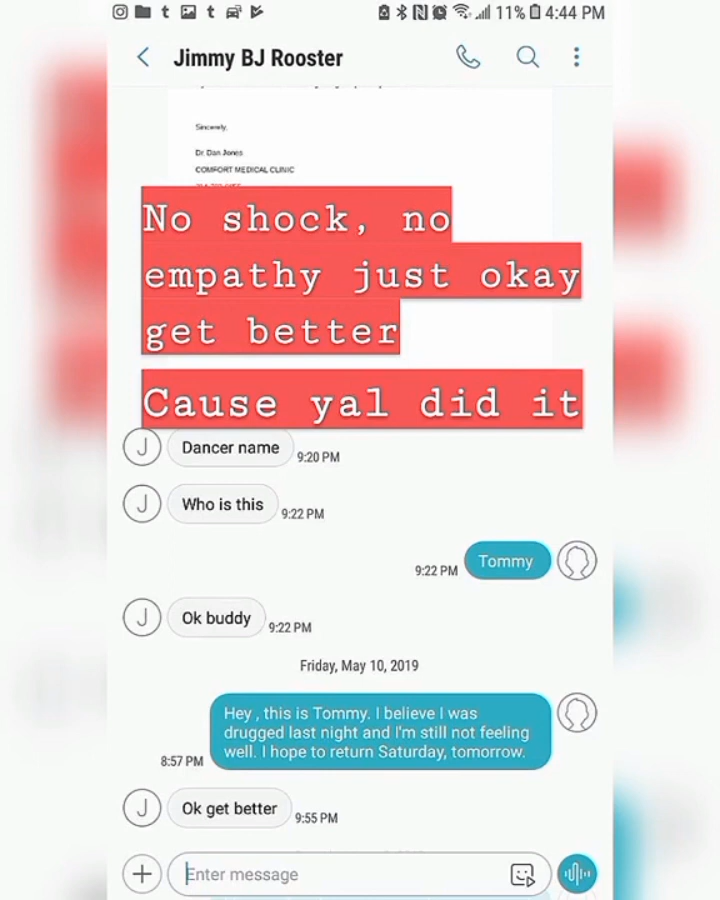 11% 4:44 PM
Jimmy BJ Rooster
Sincerely,
Dr. Dan Jones
COMFORT MEDICAL CLINIC
No shock, no
empathy just okay
get better
Cause yal did it
J Dancer name 9:20 PM
J Who is this 9:22 PM
9:22 PM Tommy
J Ok buddy 9:22 PM
Friday, May 10, 2019
Hey , this is Tommy. I believe I was
drugged last night and I'm still not feeling
well. I hope to return Saturday, tomorrow.
8:57 PM
J Ok get better 9:55 PM
Enter message